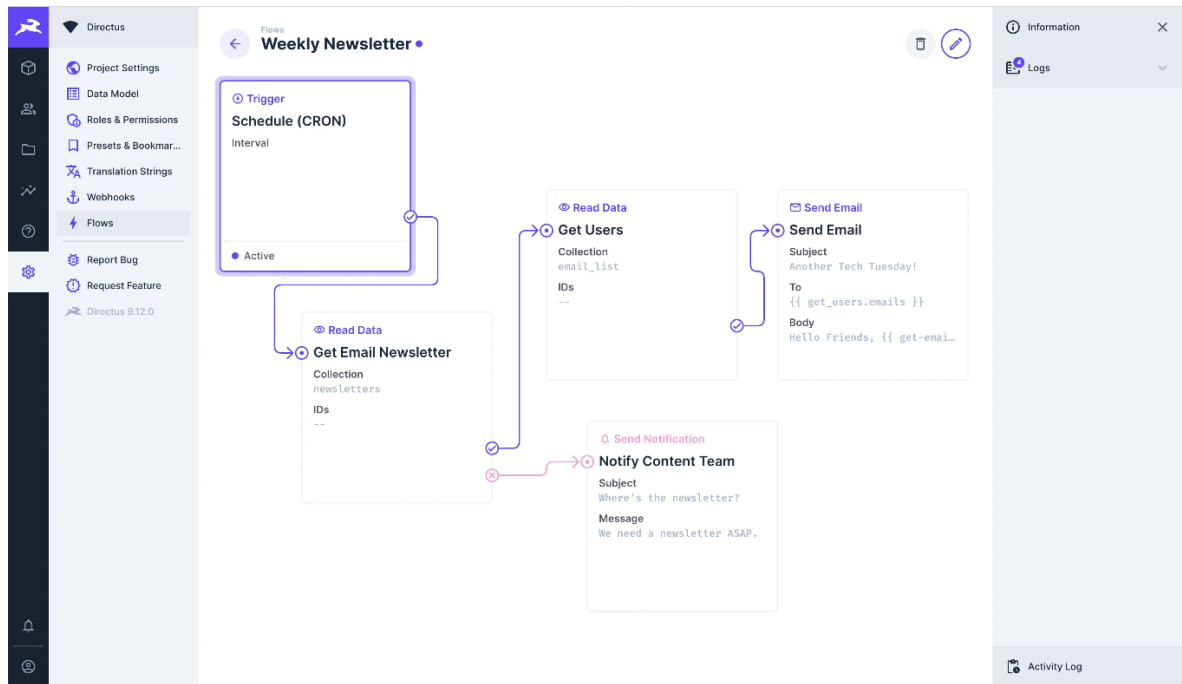 Directus
Project Settings
Data Model
Roles & Permissions
Presets & Bookmar...
Translation Strings
Webhooks
Flows
Report Bug
Request Feature
Directus 9.12.0
Flows
Weekly Newsletter
Trigger
Schedule (CRON)
Interval
Active
Read Data
Get Email Newsletter
Collection
newsletters
IDs
--
Read Data
Get Users
Collection
email_list
IDs
--
Send Email
Send Email
Subject
Another Tech Tuesday!
To
{{ get_users.emails }}
Body
Hello Friends, {{ get-emai…
Send Notification
Notify Content Team
Subject
Where's the newsletter?
Message
We need a newsletter ASAP.
Information
4
Logs
Activity Log